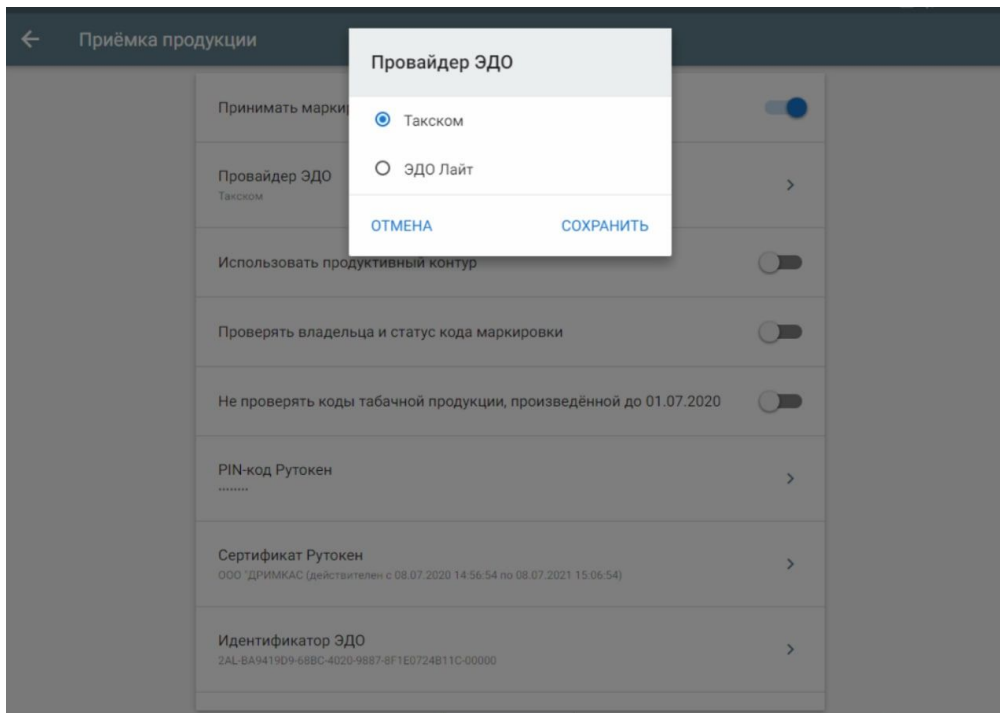 Приёмка продукции
Провайдер ЭДО
Такском
ЭДО Лайт
ОТМЕНА СОХРАНИТЬ
Принимать марки
Провайдер ЭДО
Такском
Использовать продуктивный контур
Проверять владельца и статус кода маркировки
Не проверять коды табачной продукции, произведённой до 01.07.2020
PIN-код Рутокен
........
Сертификат Рутокен
ООО "ДРИМКАС (действителен с 08.07.2020 14:56:54 по 08.07.2021 15:06:54)
Идентификатор ЭДО
2AL-BA9419D9-68BC-4020-9887-8F1E0724B11C-00000